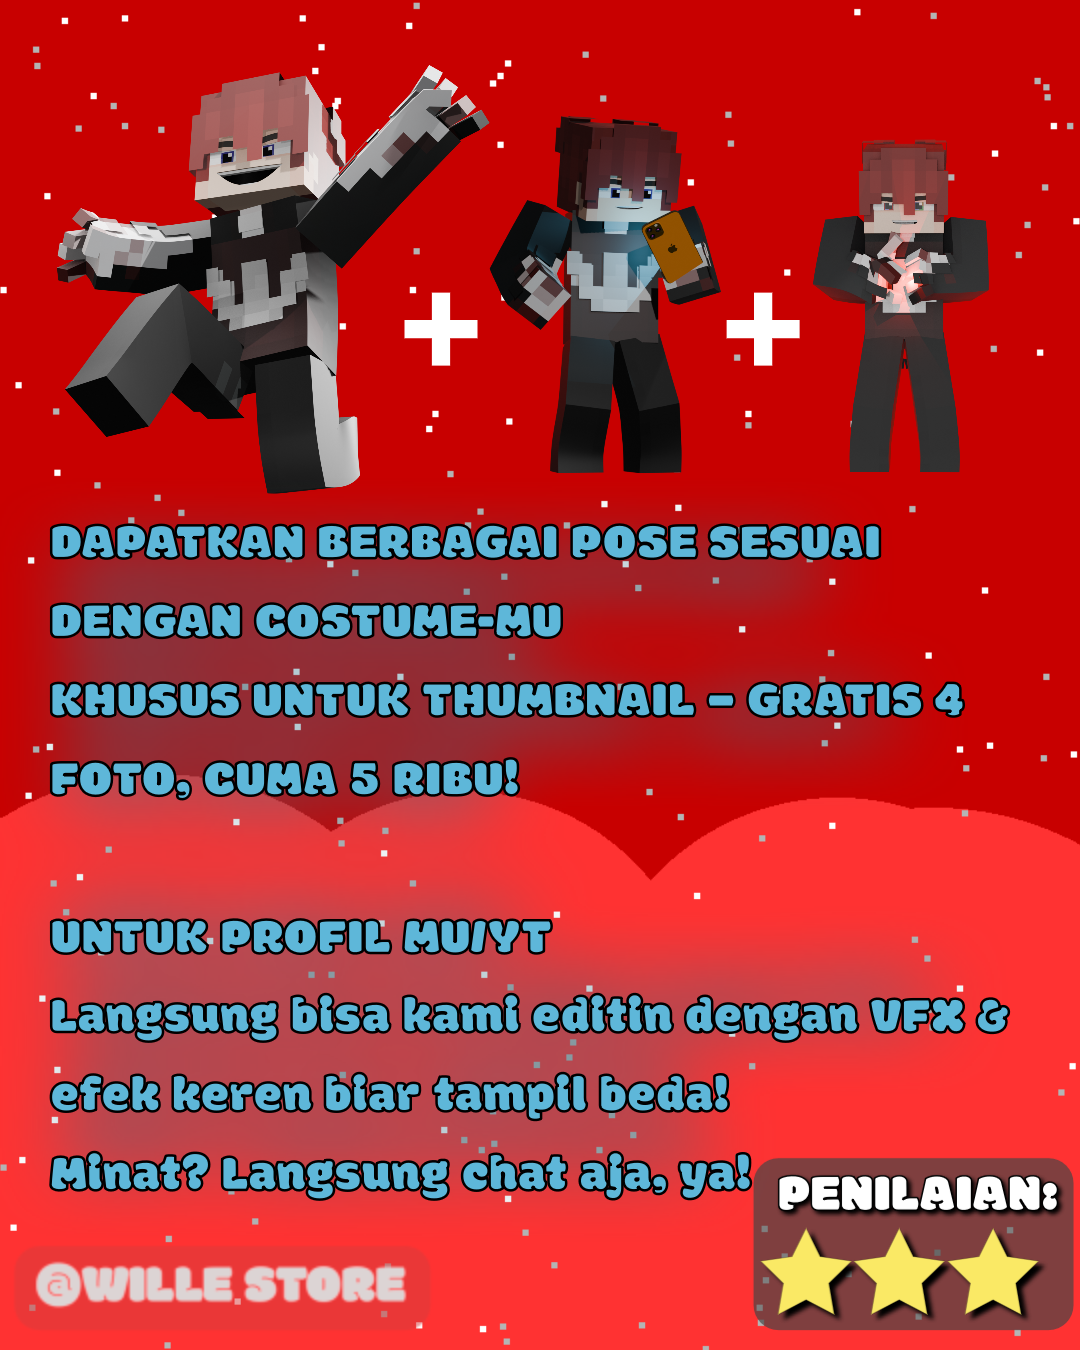 DAPATKAN BERBAGAI POSE SESUAI
DENGAN COSTUME-MU
KHUSUS UNTUK THUMBNAIL – GRATIS 4
FOTO, CUMA 5 RIBU!
UNTUK PROFIL MU/YT
Langsung bisa kami editin dengan VFX &
efek keren biar tampil beda!
Minat? Langsung chat aja, ya!
PENILAIAN:
@WILLE STORE